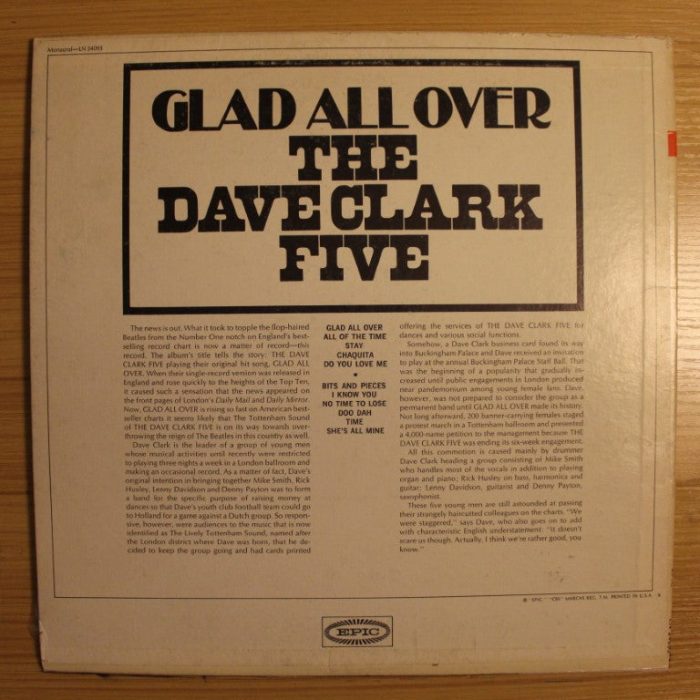 Monaural—LN 24093
GLAD ALL OVER
THE
DAVE CLARK
FIVE
The news is out. What it took to topple the flop-haired
Beatles from the Number One notch on England's best-
selling record chart is now a matter of record—this
record. The album's title tells the story: THE DAVE
CLARK FIVE playing their original hit song, GLAD ALL
OVER. When their single-record version was released in
England and rose quickly to the heights of the Top Ten,
it caused such a sensation that the news appeared on
the front pages of London's Daily Mail and Daily Mirror.
Now, GLAD ALL OVER is rising so fast on American best-
seller charts it seems likely that The Tottenham Sound
of THE DAVE CLARK FIVE is on its way towards over-
throwing the reign of The Beatles in this country as well.
Dave Clark is the leader of a group of young men
whose musical activities until recently were restricted
to playing three nights a week in a London ballroom and
making an occasional record. As a matter of fact, Dave's
original intention in bringing together Mike Smith, Rick
Huxley, Lenny Davidson and Denny Payton was to form
a band for the specific purpose of raising money at
dances so that Dave's youth club football team could go
to Holland for a game against a Dutch group. So respon-
sive, however, were audiences to the music that is now
identified as The Lively Tottenham Sound, named after
the London district where Dave was born, that he de-
cided to keep the group going and had cards printed
GLAD ALL OVER
ALL OF THE TIME
STAY
CHAQUITA
DO YOU LOVE ME
•
BITS AND PIECES
I KNOW YOU
NO TIME TO LOSE
DOO DAH
TIME
SHE'S ALL MINE
offering the services of THE DAVE CLARK FIVE for
dances and various social functions.
Somehow, a Dave Clark business card found its way
into Buckingham Palace and Dave received an invitation
to play at the annual Buckingham Palace Staff Ball. That
was the beginning of a popularity that gradually in-
creased until public engagements in London produced
near pandemonium among young female fans. Dave,
however, was not prepared to consider the group as a
permanent band until GLAD ALL OVER made its history.
Not long afterward, 200 banner-carrying females staged
a protest march in a Tottenham ballroom and presented
a 4,000-name petition to the management because THE
DAVE CLARK FIVE was ending its six-week engagement.
All this commotion is caused mainly by drummer
Dave Clark heading a group consisting of Mike Smith
who handles most of the vocals in addition to playing
organ and piano; Rick Huxley on bass, harmonica and
guitar; Lenny Davidson, guitarist and Denny Payton,
saxophonist.
These five young men are still astounded at passing
their strangely haircutted colleagues on the charts. "We
were staggered," says Dave, who also goes on to add
with characteristic English understatement: "It doesn't
scare us though. Actually, I think we're rather good, you
know."
® "EPIC," "CBS" MARCAS REG. T.M. PRINTED IN U.S.A.
EPIC